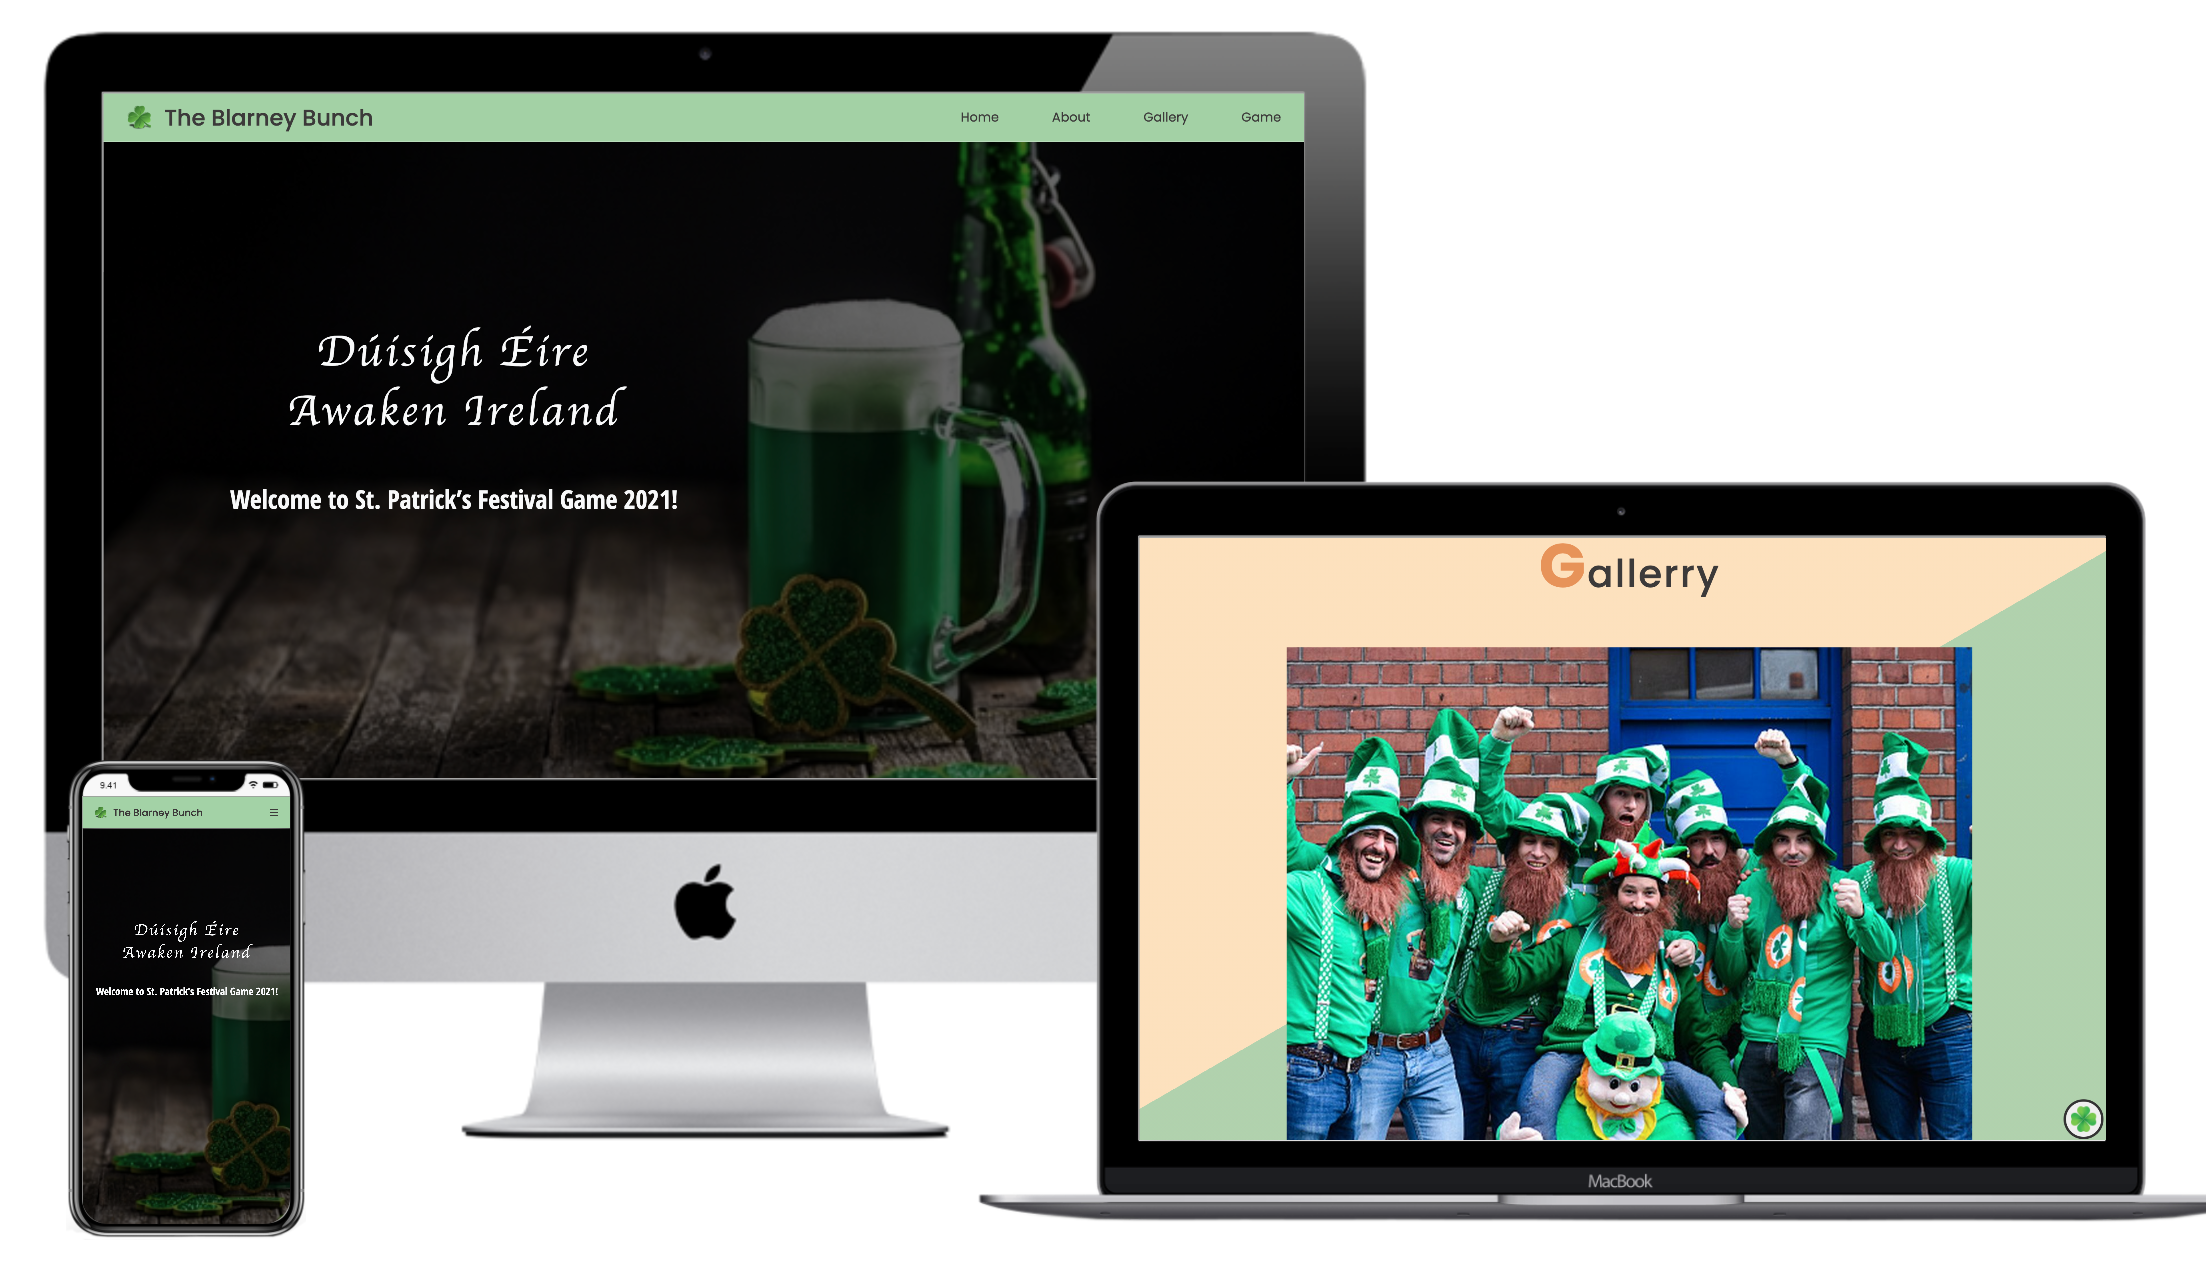 The Blarney Bunch
Home About Gallery Game
Dúisigh Éire
Awaken Ireland
Welcome to St. Patrick's Festival Game 2021!
Gallerry
MacBook
9.41
The Blarney Bunch
Dúisigh Éire
Awaken Ireland
Welcome to St. Patrick's Festival Game 2021!